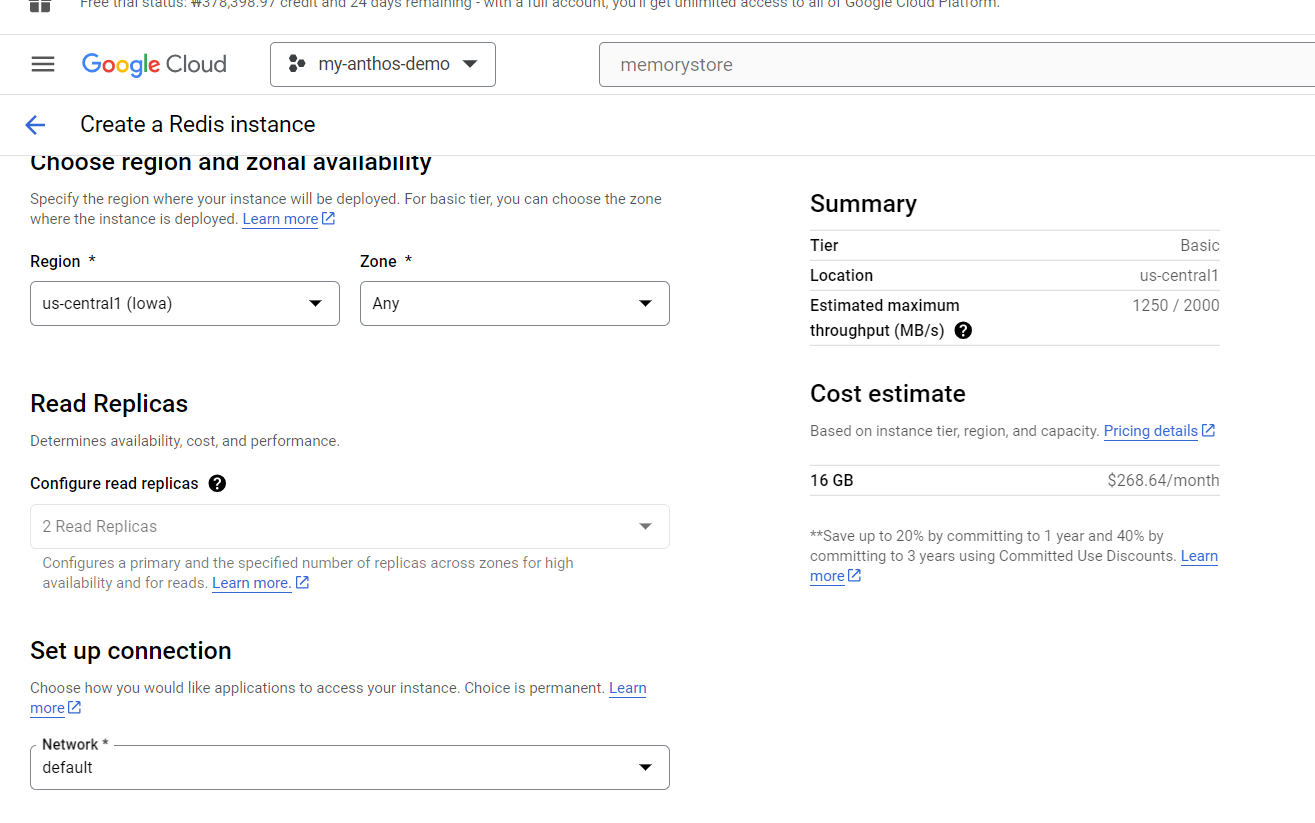 Free trial status: ₩378,398.97 credit and 24 days remaining - with a full account, you'll get unlimited access to all of Google Cloud Platform.
Google Cloud
my-anthos-demo
memorystore
Create a Redis instance
Choose region and zonal availability
Specify the region where your instance will be deployed. For basic tier, you can choose the zone
where the instance is deployed. Learn more
Region *
Zone *
us-central1 (Iowa)
Any
Read Replicas
Determines availability, cost, and performance.
Configure read replicas
2 Read Replicas
Configures a primary and the specified number of replicas across zones for high
availability and for reads. Learn more.
Set up connection
Choose how you would like applications to access your instance. Choice is permanent. Learn
more
Network *
default
Summary
Tier Basic
Location us-central1
Estimated maximum 1250 / 2000
throughput (MB/s)
Cost estimate
Based on instance tier, region, and capacity. Pricing details
16 GB $268.64/month
**Save up to 20% by committing to 1 year and 40% by
committing to 3 years using Committed Use Discounts. Learn
more